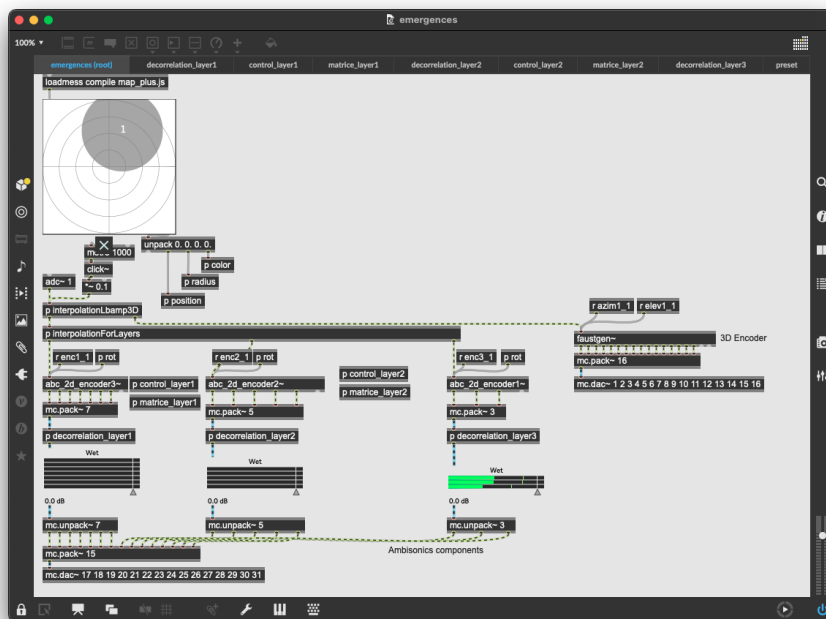 emergences
100% ▼
emergences (root) decorrelation_layer1 control_layer1 matrice_layer1 decorrelation_layer2 control_layer2 matrice_layer2 decorrelation_layer3 preset
loadmess compile map_plus.js
1
1000
unpack 0. 0. 0. 0.
click~
p color
adc~ 1
*~ 0.1
p radius
p position
r azim1_1 r elev1_1
p interpolationLbamp3D
p interpolationForLayers
faustgen~ 3D Encoder
r enc1_1 p rot r enc2_1 p rot r enc3_1 p rot
mc.pack~ 16
p control_layer2
abc_2d_encoder3~ p control_layer1 abc_2d_encoder2~ abc_2d_encoder1~ mc.dac~ 1 2 3 4 5 6 7 8 9 10 11 12 13 14 15 16
p matrice_layer2
p matrice_layer1
mc.pack~ 7 mc.pack~ 5 mc.pack~ 3
p decorrelation_layer1 p decorrelation_layer2 p decorrelation_layer3
Wet Wet Wet
0.0 dB 0.0 dB 0.0 dB
mc.unpack~ 7 mc.unpack~ 5 mc.unpack~ 3
mc.pack~ 15 Ambisonics components
mc.dac~ 17 18 19 20 21 22 23 24 25 26 27 28 29 30 31